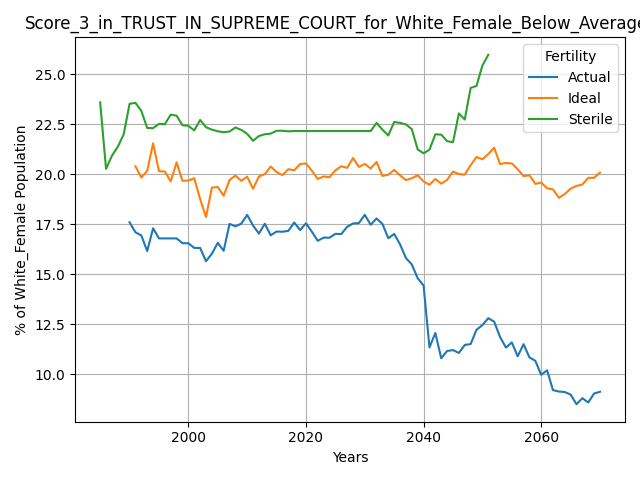 Score_3_in_TRUST_IN_SUPREME_COURT_for_White_Female_Below_Average
Fertility
Actual
Ideal
Sterile
25.0
22.5
20.0
17.5
15.0
12.5
10.0
% of White_Female Population
2000 2020 2040 2060
Years